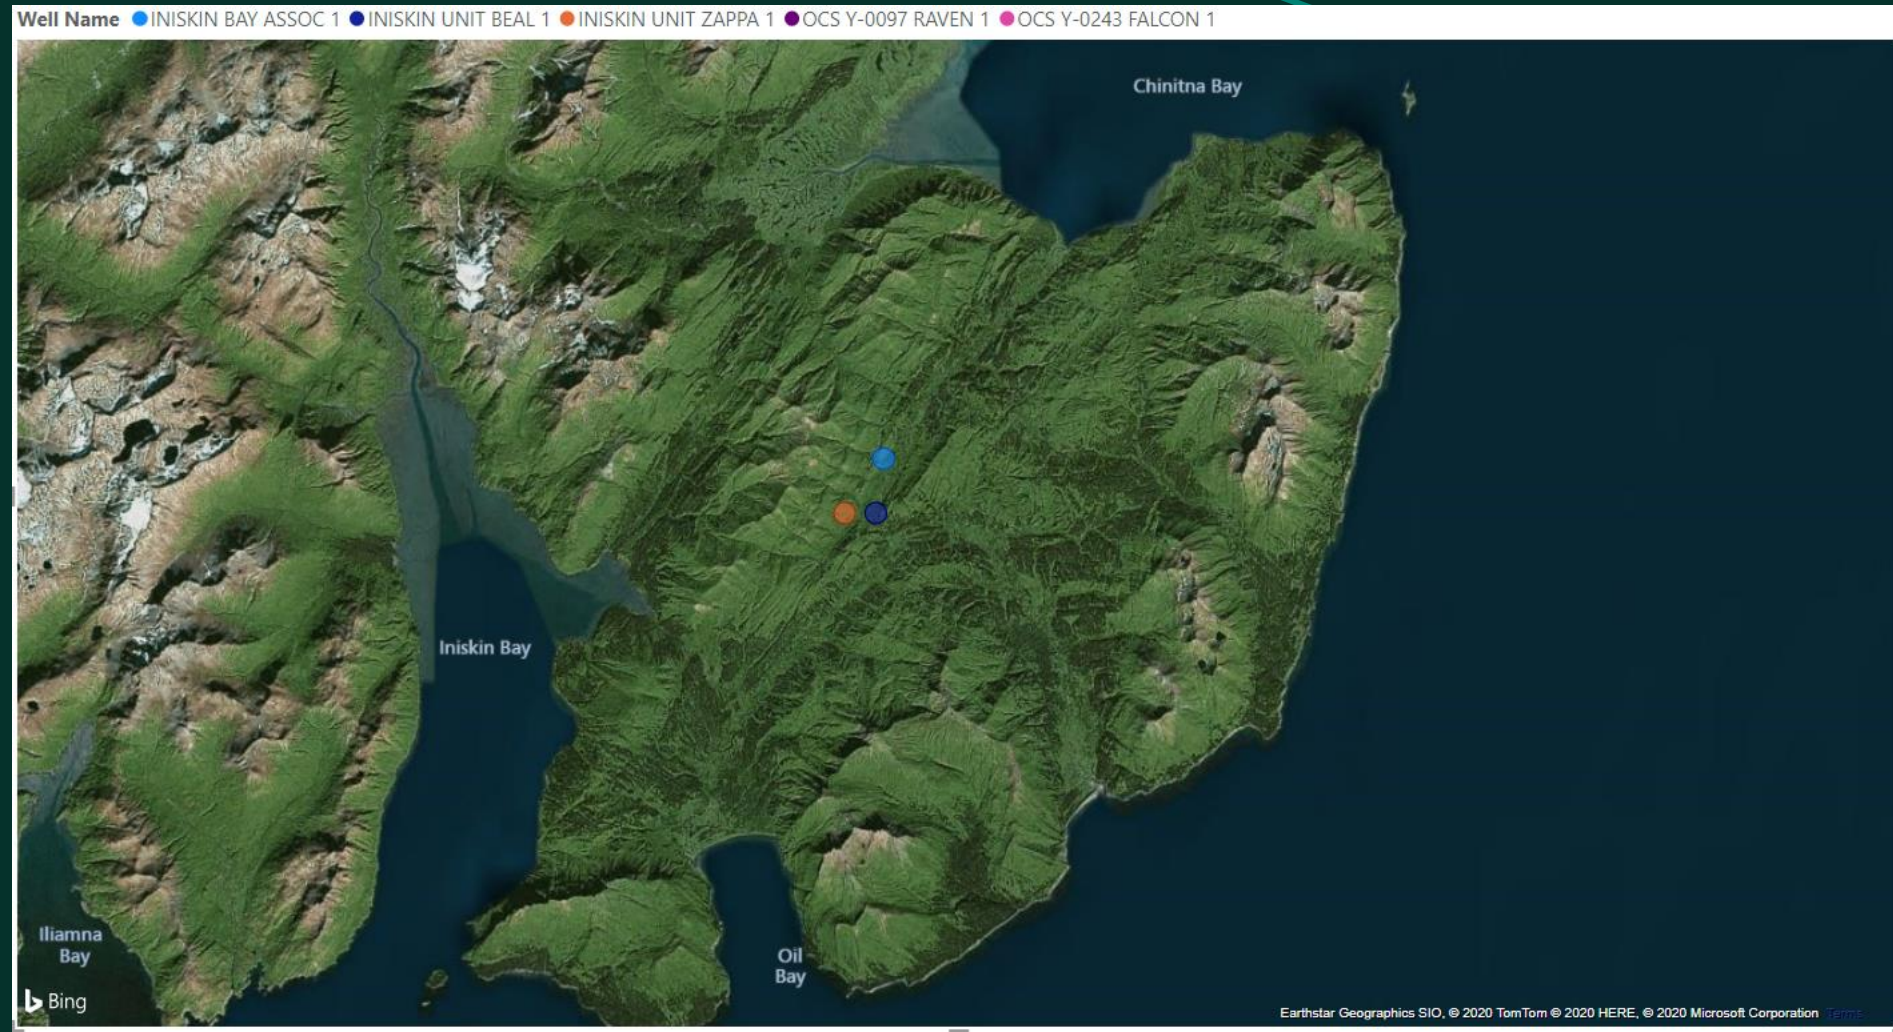 Well Name INISKIN BAY ASSOC 1 INISKIN UNIT BEAL 1 INISKIN UNIT ZAPPA 1 OCS Y-0097 RAVEN 1 OCS Y-0243 FALCON 1
Chinitna Bay
Iniskin Bay
Iliamna
Bay
Oil
Bay
Bing
Earthstar Geographics SIO, © 2020 TomTom © 2020 HERE, © 2020 Microsoft Corporation Terms